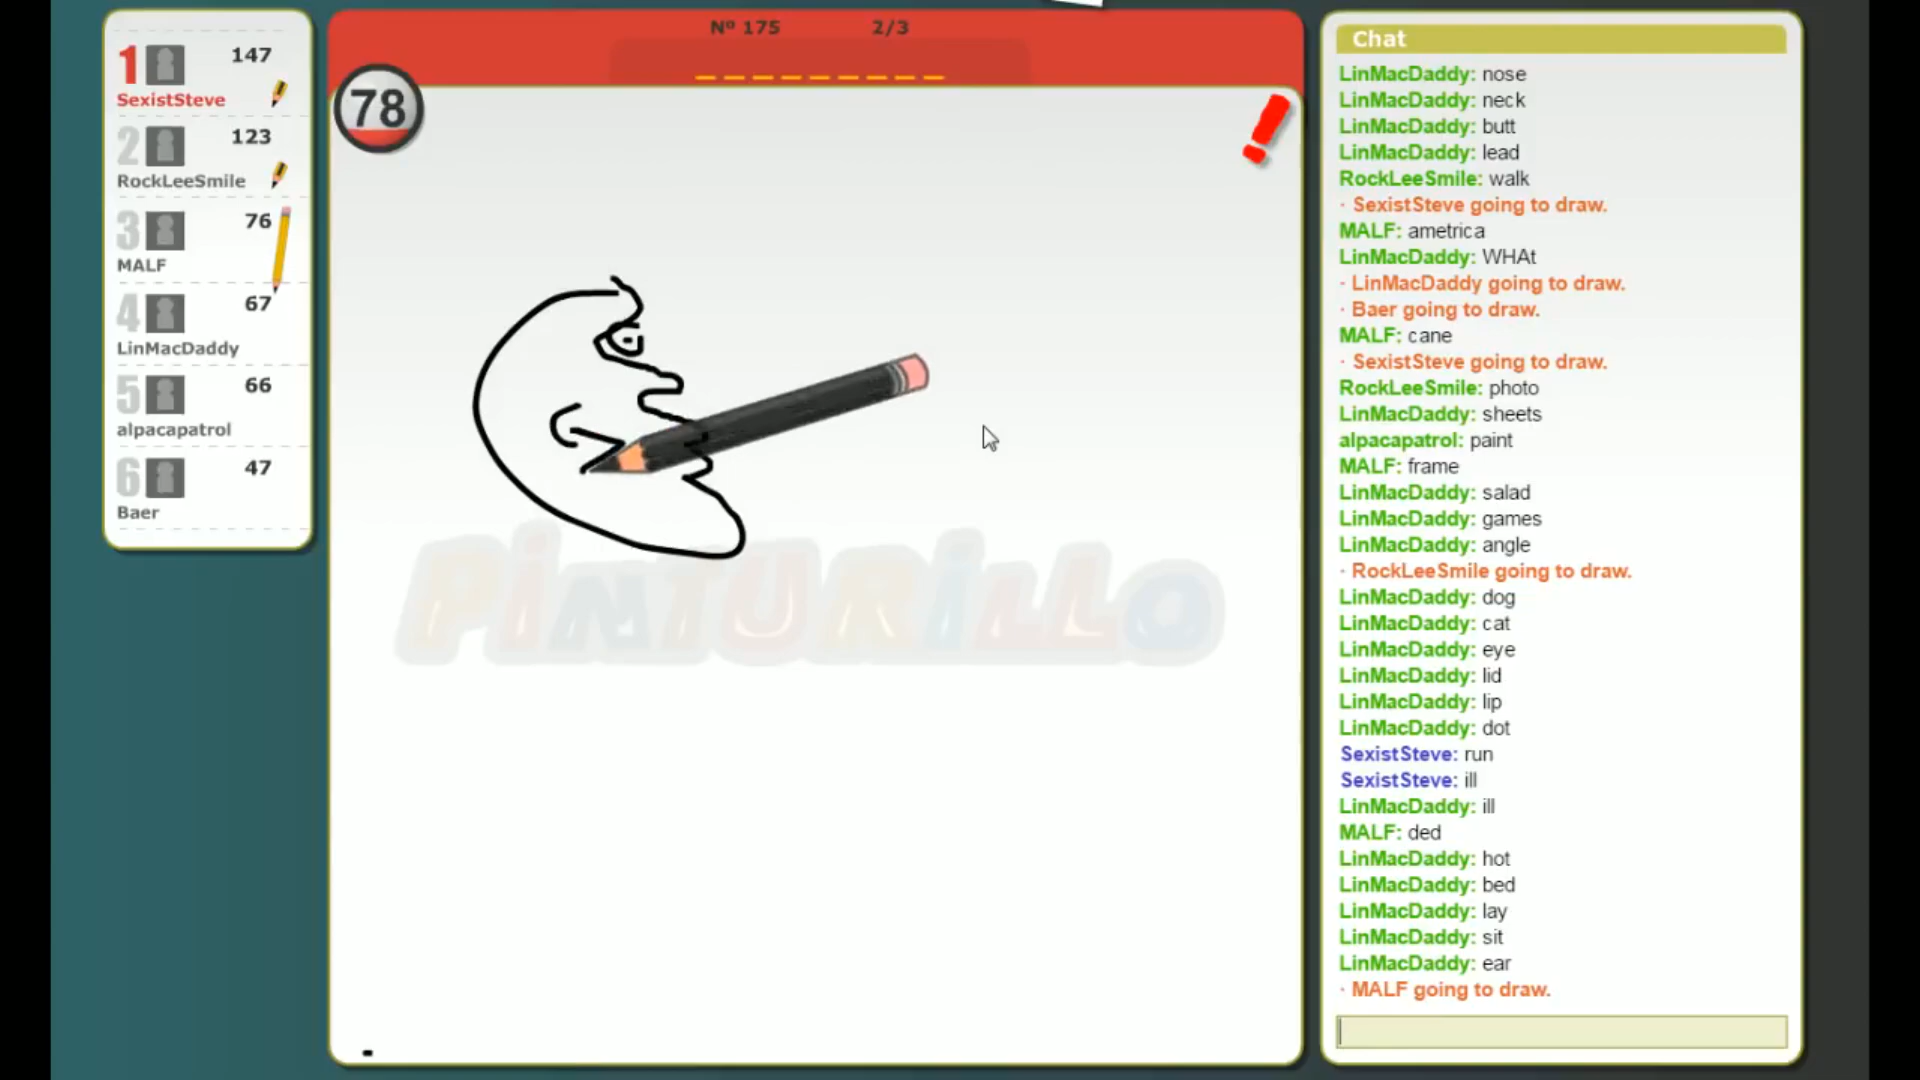 Nº 175 2/3
_ _ _ _ _ _ _ _ _
78
1 147
SexistSteve
2 123
RockLeeSmile
3 76
MALF
4 67
LinMacDaddy
5 66
alpacapatrol
6 47
Baer
PINTURILLO
Chat
LinMacDaddy: nose
LinMacDaddy: neck
LinMacDaddy: butt
LinMacDaddy: lead
RockLeeSmile: walk
· SexistSteve going to draw.
MALF: ametrica
LinMacDaddy: WHAt
· LinMacDaddy going to draw.
· Baer going to draw.
MALF: cane
· SexistSteve going to draw.
RockLeeSmile: photo
LinMacDaddy: sheets
alpacapatrol: paint
MALF: frame
LinMacDaddy: salad
LinMacDaddy: games
LinMacDaddy: angle
· RockLeeSmile going to draw.
LinMacDaddy: dog
LinMacDaddy: cat
LinMacDaddy: eye
LinMacDaddy: lid
LinMacDaddy: lip
LinMacDaddy: dot
SexistSteve: run
SexistSteve: ill
LinMacDaddy: ill
MALF: ded
LinMacDaddy: hot
LinMacDaddy: bed
LinMacDaddy: lay
LinMacDaddy: sit
LinMacDaddy: ear
· MALF going to draw.